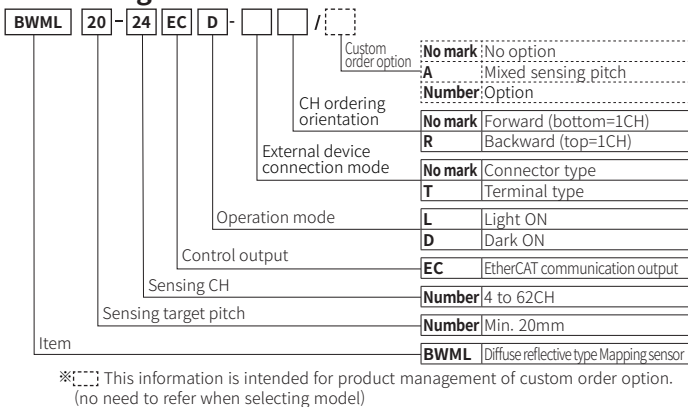 BWML 20 - 24 EC D - /
Custom
order option
No mark No option
A Mixed sensing pitch
Number Option
CH ordering
orientation
No mark Forward (bottom=1CH)
R Backward (top=1CH)
External device
connection mode
No mark Connector type
T Terminal type
Operation mode
L Light ON
D Dark ON
Control output
EC EtherCAT communication output
Sensing CH
Number 4 to 62CH
Sensing target pitch
Number Min. 20mm
Item
BWML Diffuse reflective type Mapping sensor
※ This information is intended for product management of custom order option.
(no need to refer when selecting model)